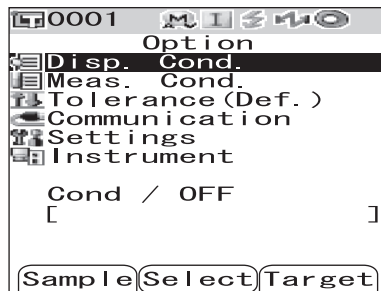 0001 M I
Option
Disp. Cond.
Meas. Cond.
Tolerance(Def.)
Communication
Settings
Instrument
Cond / OFF
[ ]
Sample Select Target